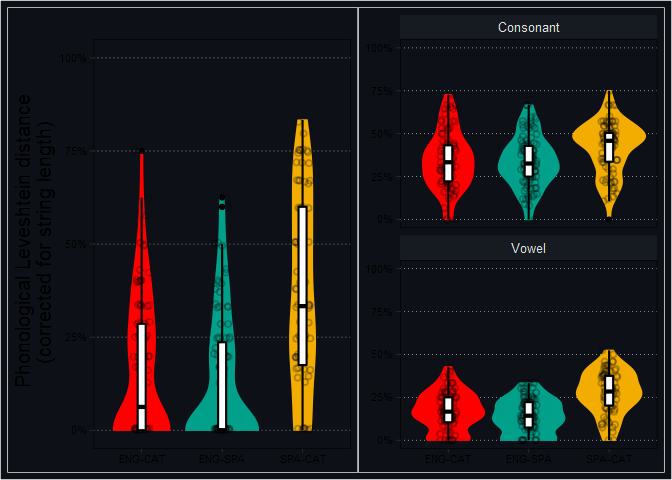 Phonological Leveshtein distance
(corrected for string length)
100%
75%
50%
25%
0%
ENG-CAT ENG-SPA SPA-CAT
Consonant
100%
75%
50%
25%
0%
Vowel
100%
75%
50%
25%
0%
ENG-CAT ENG-SPA SPA-CAT